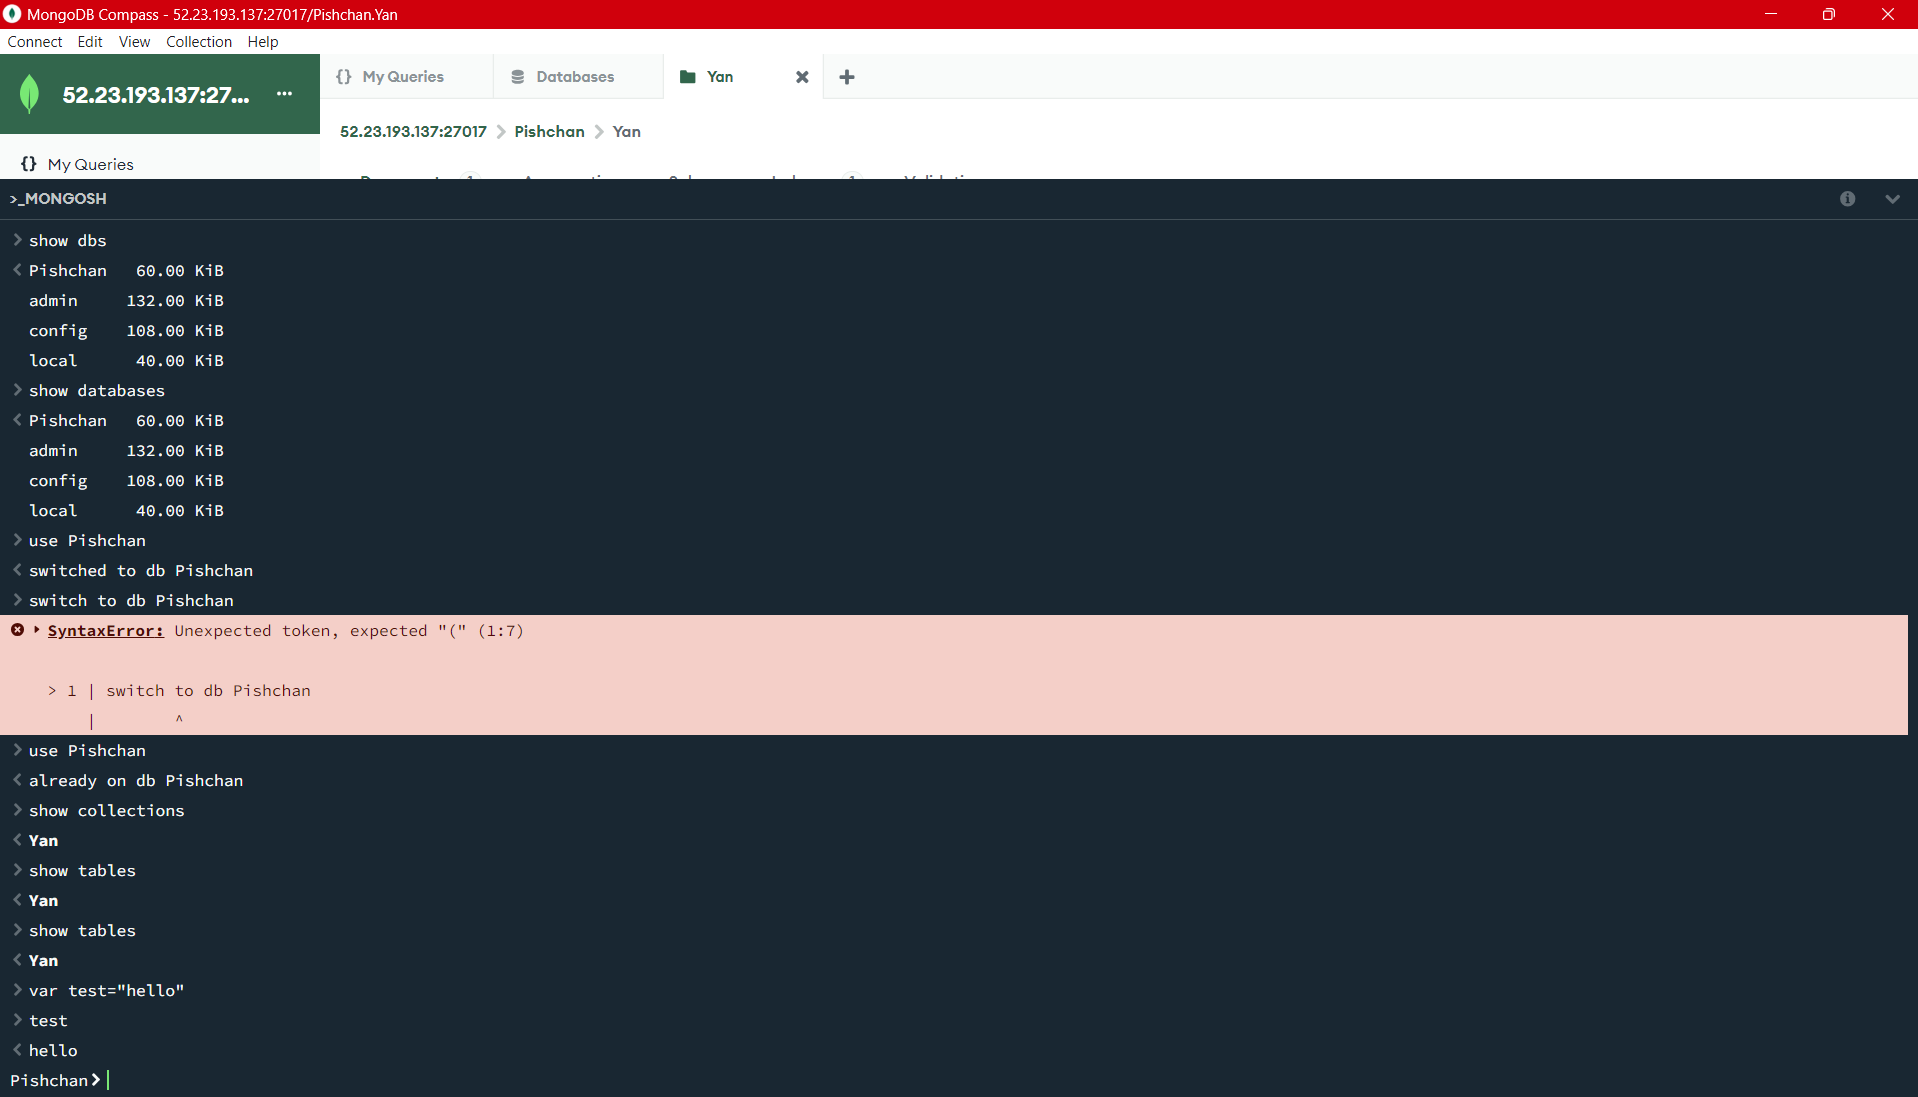 MongoDB Compass - 52.23.193.137:27017/Pishchan.Yan
Connect Edit View Collection Help
52.23.193.137:27... ...
{} My Queries
Databases
Yan
52.23.193.137:27017 > Pishchan > Yan
{} My Queries
>_MONGOSH
> show dbs
< Pishchan 60.00 KiB
admin 132.00 KiB
config 108.00 KiB
local 40.00 KiB
> show databases
< Pishchan 60.00 KiB
admin 132.00 KiB
config 108.00 KiB
local 40.00 KiB
> use Pishchan
< switched to db Pishchan
> switch to db Pishchan
SyntaxError: Unexpected token, expected "(" (1:7)
> 1 | switch to db Pishchan
| ^
> use Pishchan
< already on db Pishchan
> show collections
< Yan
> show tables
< Yan
> show tables
< Yan
> var test="hello"
> test
< hello
Pishchan>